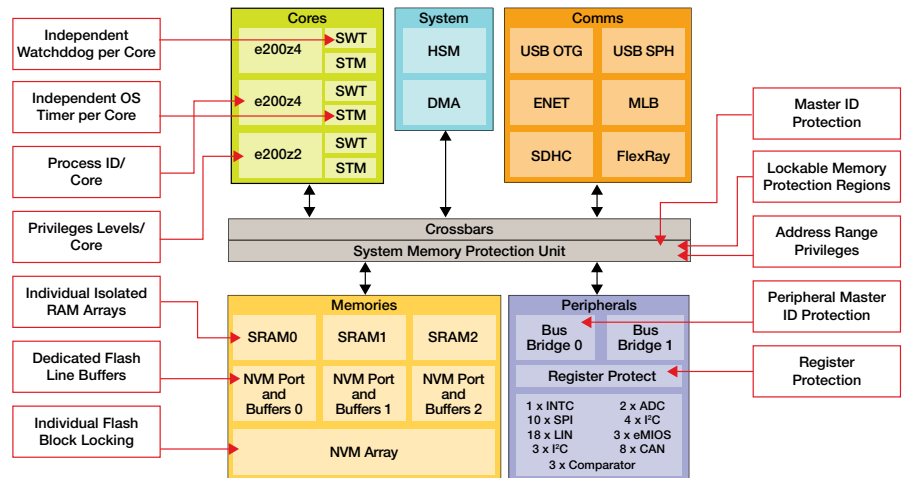 Independent
Watchddog per Core
Independent OS
Timer per Core
Process ID/
Core
Privileges Levels/
Core
Individual Isolated
RAM Arrays
Dedicated Flash
Line Buffers
Individual Flash
Block Locking
Cores
e200z4
SWT
STM
e200z4
SWT
STM
e200z2
SWT
STM
System
HSM
DMA
Comms
USB OTG
USB SPH
ENET
MLB
SDHC
FlexRay
Crossbars
System Memory Protection Unit
Memories
SRAM0
SRAM1
SRAM2
NVM Port
and
Buffers 0
NVM Port
and
Buffers 1
NVM Port
and
Buffers 2
NVM Array
Peripherals
Bus
Bridge 0
Bus
Bridge 1
Register Protect
1 x INTC
2 x ADC
10 x SPI
4 x I²C
18 x LIN
3 x eMIOS
3 x I²C
8 x CAN
3 x Comparator
Master ID
Protection
Lockable Memory
Protection Regions
Address Range
Privileges
Peripheral Master
ID Protection
Register
Protection